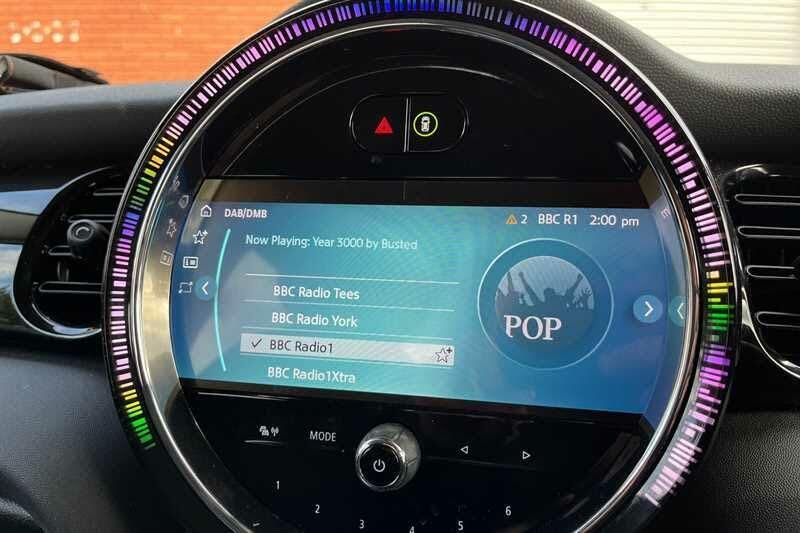 DAB/DMB
2 BBC R1 2:00 pm
Now Playing: Year 3000 by Busted
BBC Radio Tees
BBC Radio York
BBC Radio1
BBC Radio1Xtra
POP
MODE
1
2
3
4
5
6